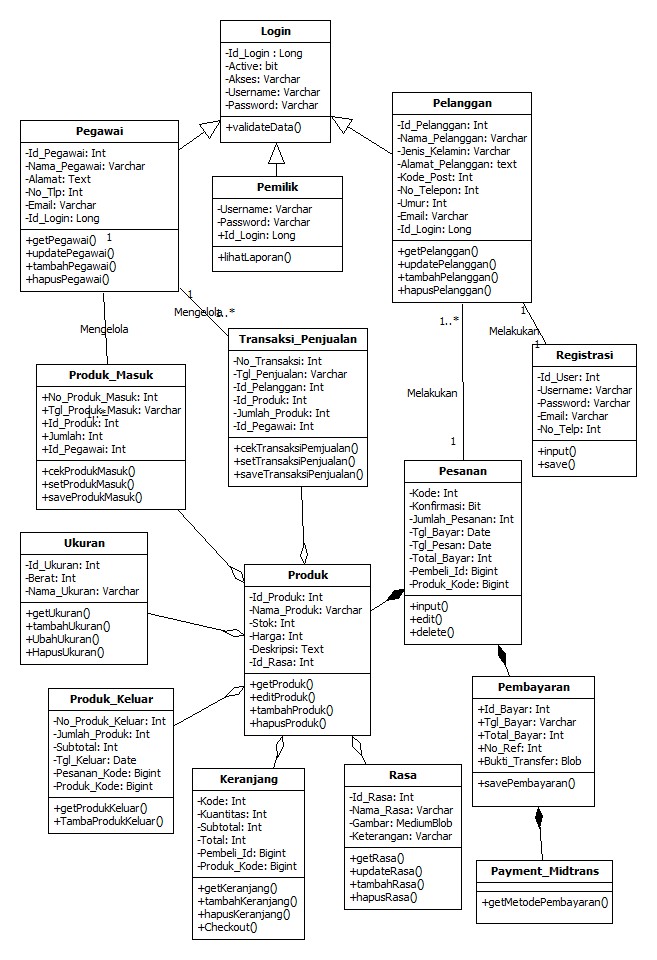 Login
-Id_Login : Long
-Active: bit
-Akses: Varchar
-Username: Varchar
-Password: Varchar
+validateData()
Pegawai
-Id_Pegawai: Int
-Nama_Pegawai: Varchar
-Alamat: Text
-No_Tlp: Int
-Email: Varchar
-Id_Login: Long
+getPegawai()
+updatePegawai()
+tambahPegawai()
+hapusPegawai()
1
Pemilik
-Username: Varchar
-Password: Varchar
+Id_Login: Long
+lihatLaporan()
Pelanggan
-Id_Pelanggan: Int
-Nama_Pelanggan: Varchar
-Jenis_Kelamin: Varchar
-Alamat_Pelanggan: text
-Kode_Post: Int
-No_Telepon: Int
-Umur: Int
-Email: Varchar
-Id_Login: Long
+getPelanggan()
+updatePelanggan()
+tambahPelanggan()
+hapusPelanggan()
Mengelola
1
Mengelola
1..*
1..*
Melakukan
1
1
Melakukan
1
Produk_Masuk
+No_Produk_Masuk: Int
+Tgl_Produk_Masuk: Varchar
+Id_Produk: Int
+Jumlah: Int
+Id_Pegawai: Int
1..*
+cekProdukMasuk()
+setProdukMasuk()
+saveProdukMasuk()
Transaksi_Penjualan
-No_Transaksi: Int
-Tgl_Penjualan: Varchar
-Id_Pelanggan: Int
-Id_Produk: Int
-Jumlah_Produk: Int
-Id_Pegawai: Int
+cekTransaksiPemjualan()
+setTransaksiPenjualan()
+saveTransaksiPenjualan()
Registrasi
-Id_User: Int
-Username: Varchar
-Password: Varchar
-Email: Varchar
-No_Telp: Int
+input()
+save()
Pesanan
-Kode: Int
-Konfirmasi: Bit
-Jumlah_Pesanan: Int
-Tgl_Bayar: Date
-Tgl_Pesan: Date
-Total_Bayar: Int
-Pembeli_Id: Bigint
-Produk_Kode: Bigint
+input()
+edit()
+delete()
Ukuran
-Id_Ukuran: Int
-Berat: Int
-Nama_Ukuran: Varchar
+getUkuran()
+tambahUkuran()
+UbahUkuran()
+HapusUkuran()
Produk
-Id_Produk: Int
-Nama_Produk: Varchar
-Stok: Int
-Harga: Int
-Deskripsi: Text
-Id_Rasa: Int
+getProduk()
+editProduk()
+tambahProduk()
+hapusProduk()
Produk_Keluar
-No_Produk_Keluar: Int
-Jumlah_Produk: Int
-Subtotal: Int
-Tgl_Keluar: Date
-Pesanan_Kode: Bigint
-Produk_Kode: Bigint
+getProdukKeluar()
+TambaProdukKeluar()
Pembayaran
+Id_Bayar: Int
+Tgl_Bayar: Varchar
+Total_Bayar: Int
+No_Ref: Int
+Bukti_Transfer: Blob
+savePembayaran()
Keranjang
-Kode: Int
-Kuantitas: Int
-Subtotal: Int
-Total: Int
-Pembeli_Id: Bigint
-Produk_Kode: Bigint
+getKeranjang()
+tambahKeranjang()
+hapusKeranjang()
+Checkout()
Rasa
-Id_Rasa: Int
-Nama_Rasa: Varchar
-Gambar: MediumBlob
-Keterangan: Varchar
+getRasa()
+updateRasa()
+tambahRasa()
+hapusRasa()
Payment_Midtrans
+getMetodePembayaran()